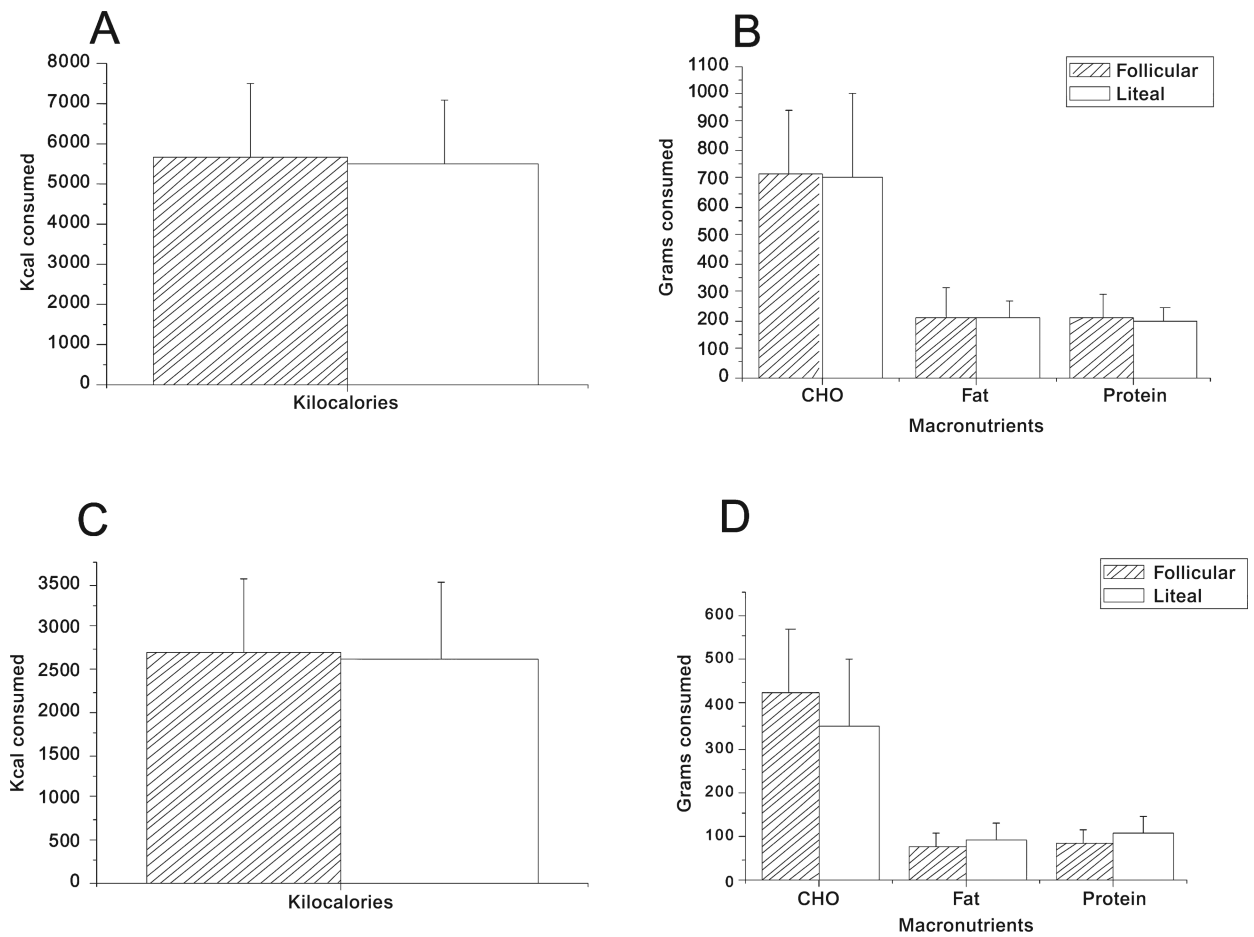 A
8000
7000
6000
5000
4000
3000
2000
1000
0
Kcal consumed
Kilocalories
B
1100
1000
900
800
700
600
500
400
300
200
100
0
Grams consumed
Follicular
Liteal
CHO Fat Protein
Macronutrients
C
3500
3000
2500
2000
1500
1000
500
0
Kcal consumed
Kilocalories
D
600
500
400
300
200
100
0
Grams consumed
Follicular
Liteal
CHO Fat Protein
Macronutrients